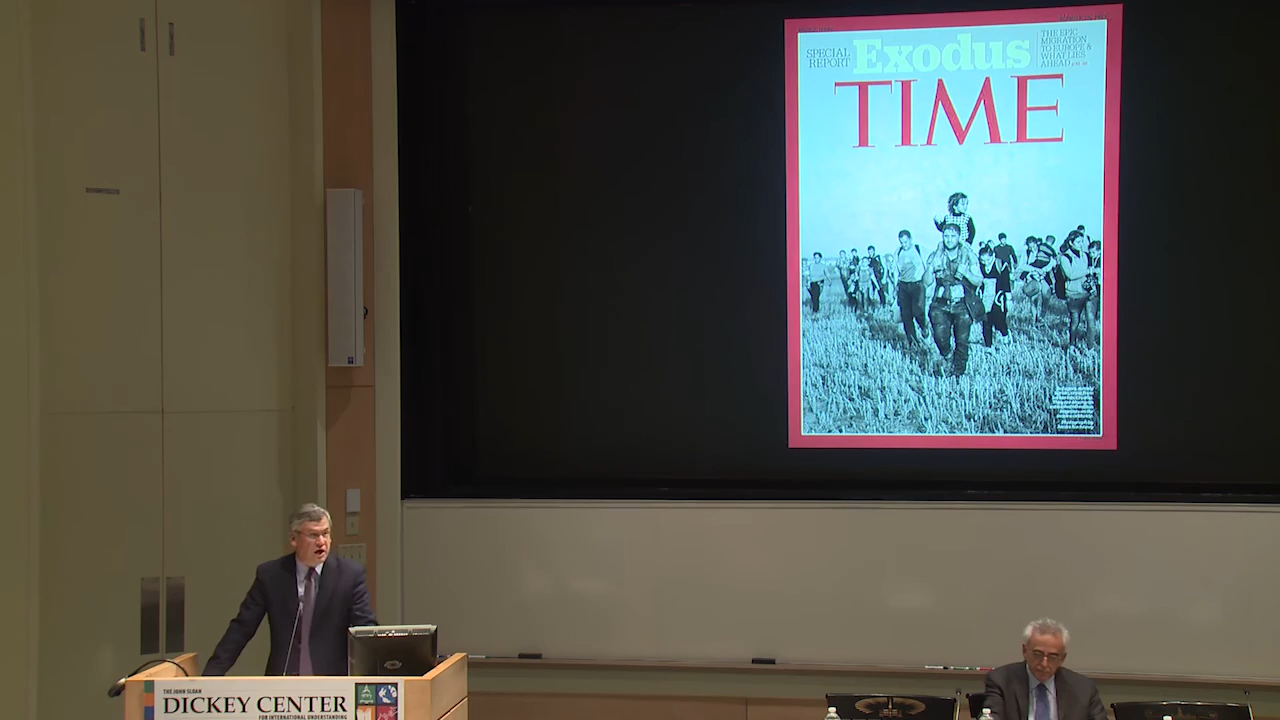 SPECIAL
REPORT
Exodus
THE EPIC
MIGRATION
TO EUROPE &
WHAT LIES
AHEAD
TIME
THE JOHN SLOAN
DICKEY CENTER
FOR INTERNATIONAL UNDERSTANDING